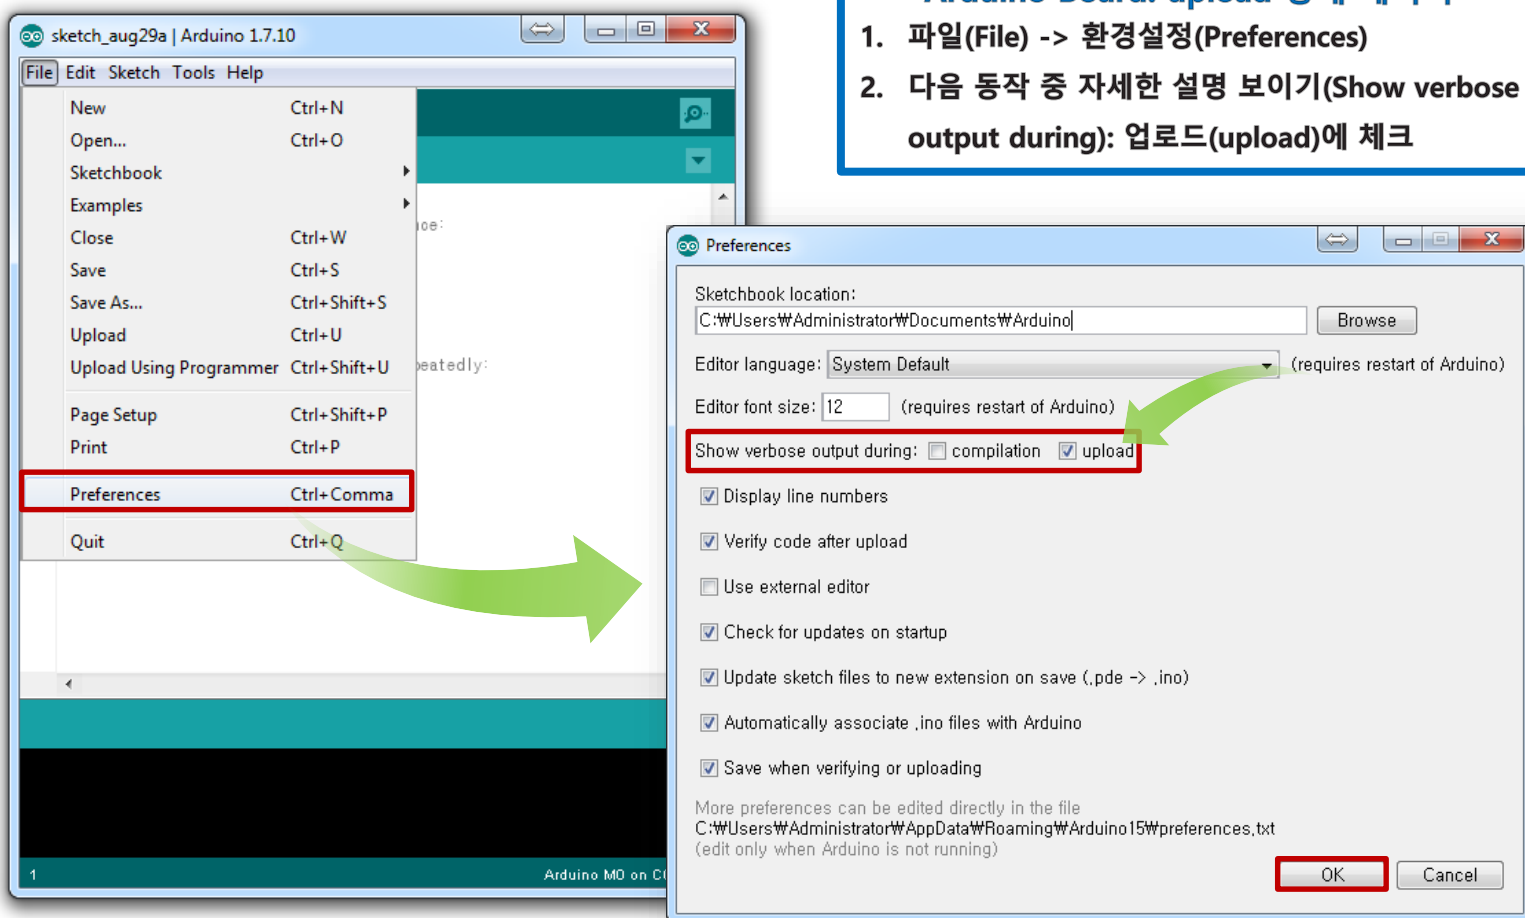 Arduino Board: upload
1. 파일(File) -> 환경설정(Preferences)
2. 다음 동작 중 자세한 설명 보이기(Show verbose
output during): 업로드(upload)에 체크
sketch_aug29a | Arduino 1.7.10
File Edit Sketch Tools Help
New Ctrl+N
Open... Ctrl+O
Sketchbook
Examples
Close Ctrl+W
Save Ctrl+S
Save As... Ctrl+Shift+S
Upload Ctrl+U
Upload Using Programmer Ctrl+Shift+U
Page Setup Ctrl+Shift+P
Print Ctrl+P
Preferences Ctrl+Comma
Quit Ctrl+Q
1
Arduino M0 on
Preferences
Sketchbook location:
C:₩Users₩Administrator₩Documents₩Arduino
Browse
Editor language: System Default (requires restart of Arduino)
Editor font size: 12 (requires restart of Arduino)
Show verbose output during: compilation upload
Display line numbers
Verify code after upload
Use external editor
Check for updates on startup
Update sketch files to new extension on save (.pde -> .ino)
Automatically associate .ino files with Arduino
Save when verifying or uploading
More preferences can be edited directly in the file
C:₩Users₩Administrator₩AppData₩Roaming₩Arduino15₩preferences.txt
(edit only when Arduino is not running)
OK Cancel